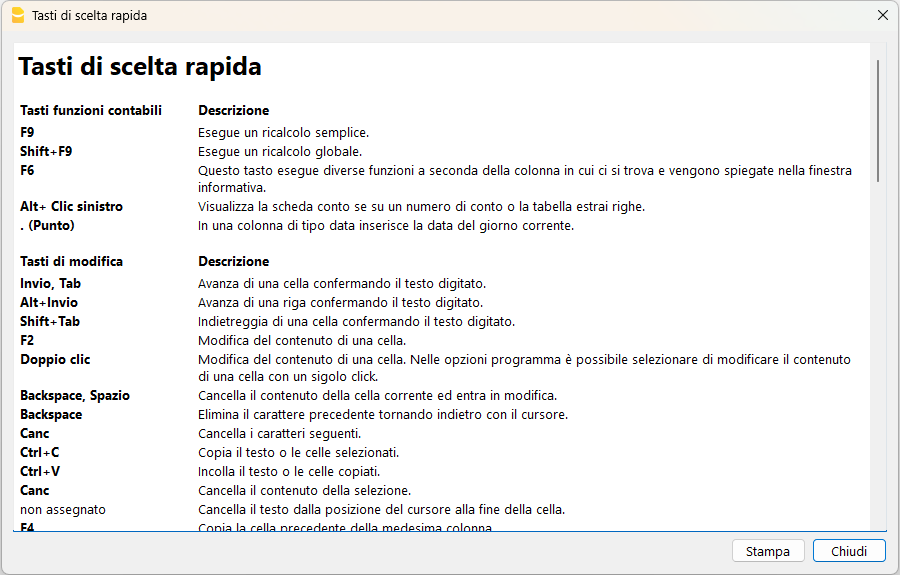 Tasti di scelta rapida
Tasti di scelta rapida
Tasti funzioni contabili Descrizione
F9 Esegue un ricalcolo semplice.
Shift+F9 Esegue un ricalcolo globale.
F6 Questo tasto esegue diverse funzioni a seconda della colonna in cui ci si trova e vengono spiegate nella finestra
informativa.
Alt+ Clic sinistro Visualizza la scheda conto se su un numero di conto o la tabella estrai righe.
. (Punto) In una colonna di tipo data inserisce la data del giorno corrente.
Tasti di modifica Descrizione
Invio, Tab Avanza di una cella confermando il testo digitato.
Alt+Invio Avanza di una riga confermando il testo digitato.
Shift+Tab Indietreggia di una cella confermando il testo digitato.
F2 Modifica del contenuto di una cella.
Doppio clic Modifica del contenuto di una cella. Nelle opzioni programma è possibile selezionare di modificare il contenuto
di una cella con un sigolo click.
Backspace, Spazio Cancella il contenuto della cella corrente ed entra in modifica.
Backspace Elimina il carattere precedente tornando indietro con il cursore.
Canc Cancella i caratteri seguenti.
Ctrl+C Copia il testo o le celle selezionati.
Ctrl+V Incolla il testo o le celle copiati.
Canc Cancella il contenuto della selezione.
non assegnato Cancella il testo dalla posizione del cursore alla fine della cella.
F4 Copia la cella precedente della medesima colonna.
Stampa Chiudi